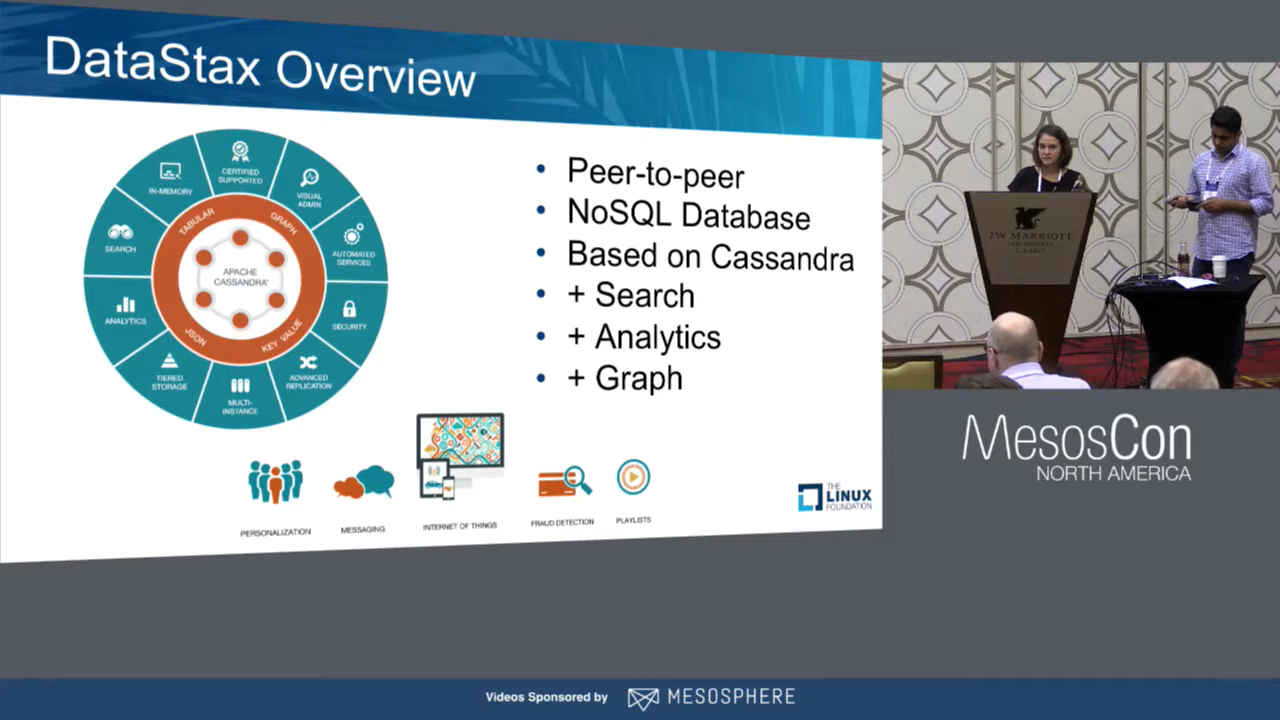 DataStax Overview
CERTIFIED
SUPPORTED
VISUAL
ADMIN
AUTOMATED
SERVICES
SECURITY
ADVANCED
REPLICATION
MULTI-
INSTANCE
TIERED
STORAGE
ANALYTICS
SEARCH
IN-MEMORY
TABULAR
GRAPH
KEY VALUE
JSON
APACHE
CASSANDRA
• Peer-to-peer
• NoSQL Database
• Based on Cassandra
• + Search
• + Analytics
• + Graph
PERSONALIZATION
MESSAGING
INTERNET OF THINGS
FRAUD DETECTION
PLAYLISTS
THE
LINUX
FOUNDATION
JW MARRIOTT
MesosCon
NORTH AMERICA
Videos Sponsored by MESOSPHERE